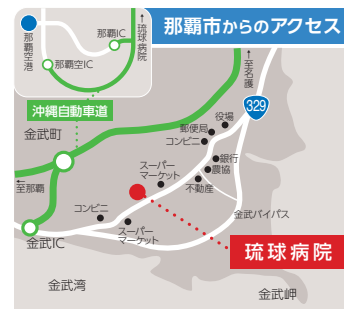 那覇市からのアクセス
那覇IC
↑琉球病院
那覇空港
那覇空IC
沖縄自動車道
↑至名護
329
金武町
役場
郵便局
コンビニ
銀行
農協
不動産
スーパー
マーケット
←至那覇
コンビニ
スーパー
マーケット
金武バイパス
金武IC
琉球病院
金武湾
金武岬